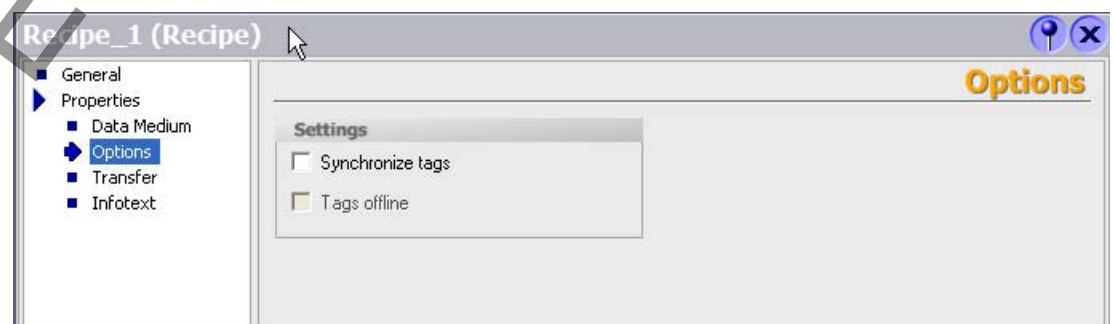 Recipe_1 (Recipe)
General
Properties
Data Medium
Options
Transfer
Infotext
Options
Settings
Synchronize tags
Tags offline